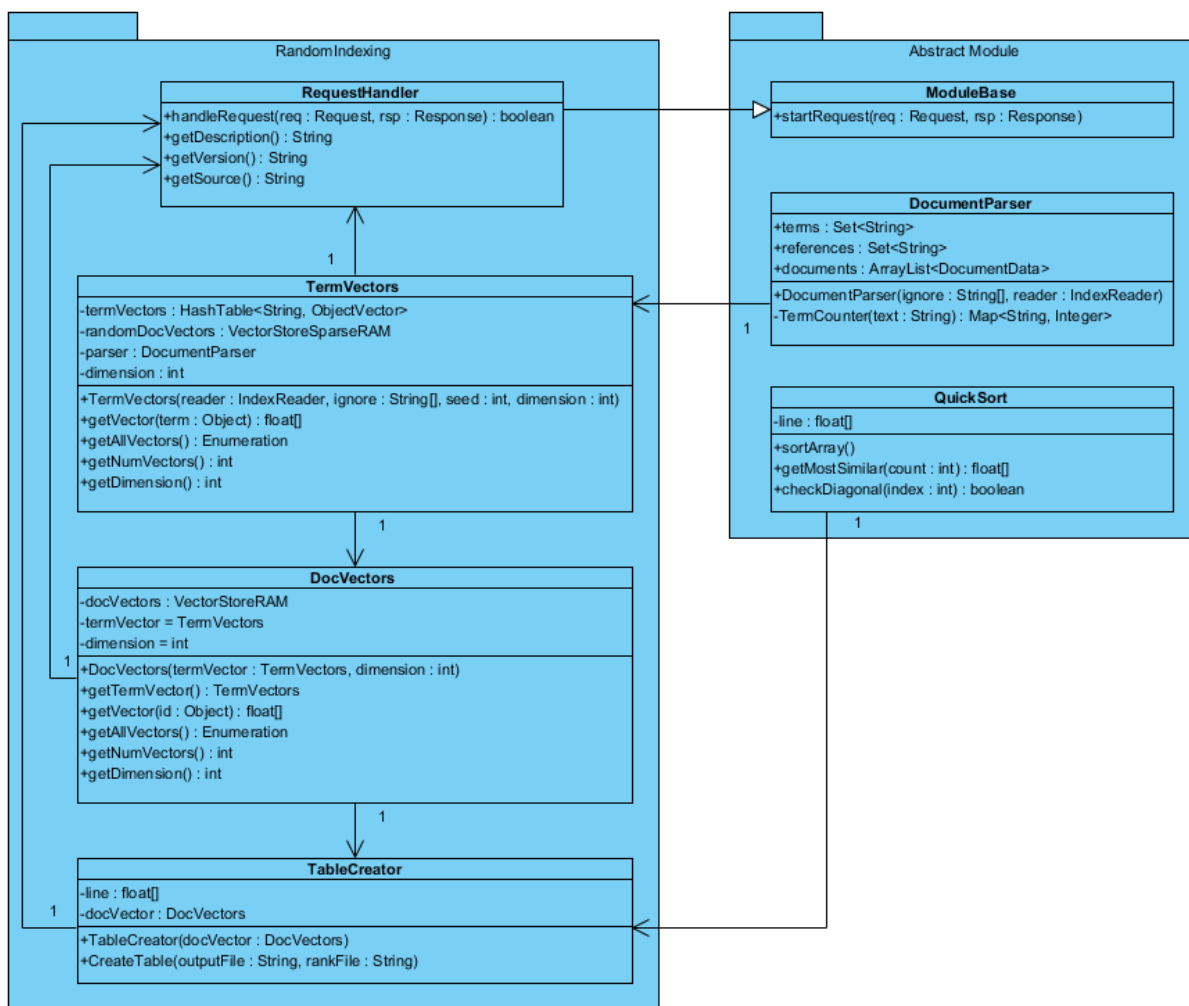 RandomIndexing
RequestHandler
+handleRequest(req : Request, rsp : Response) : boolean
+getDescription() : String
+getVersion() : String
+getSource() : String
1
TermVectors
-termVectors : HashTable<String, ObjectVector>
-randomDocVectors : VectorStoreSparseRAM
-parser : DocumentParser
-dimension : int
+TermVectors(reader : IndexReader, ignore : String[], seed : int, dimension : int)
+getVector(term : Object) : float[]
+getAllVectors() : Enumeration
+getNumVectors() : int
+getDimension() : int
1
DocVectors
-docVectors : VectorStoreRAM
-termVector = TermVectors
-dimension = int
1
+DocVectors(termVector : TermVectors, dimension : int)
+getTermVector() : TermVectors
+getVector(id : Object) : float[]
+getAllVectors() : Enumeration
+getNumVectors() : int
+getDimension() : int
1
TableCreator
-line : float[]
-docVector : DocVectors
1
+TableCreator(docVector : DocVectors)
+CreateTable(outputFile : String, rankFile : String)
Abstract Module
ModuleBase
+startRequest(req : Request, rsp : Response)
DocumentParser
+terms : Set<String>
+references : Set<String>
+documents : ArrayList<DocumentData>
+DocumentParser(ignore : String[], reader : IndexReader)
-TermCounter(text : String) : Map<String, Integer>
1
QuickSort
-line : float[]
+sortArray()
+getMostSimilar(count : int) : float[]
+checkDiagonal(index : int) : boolean
1